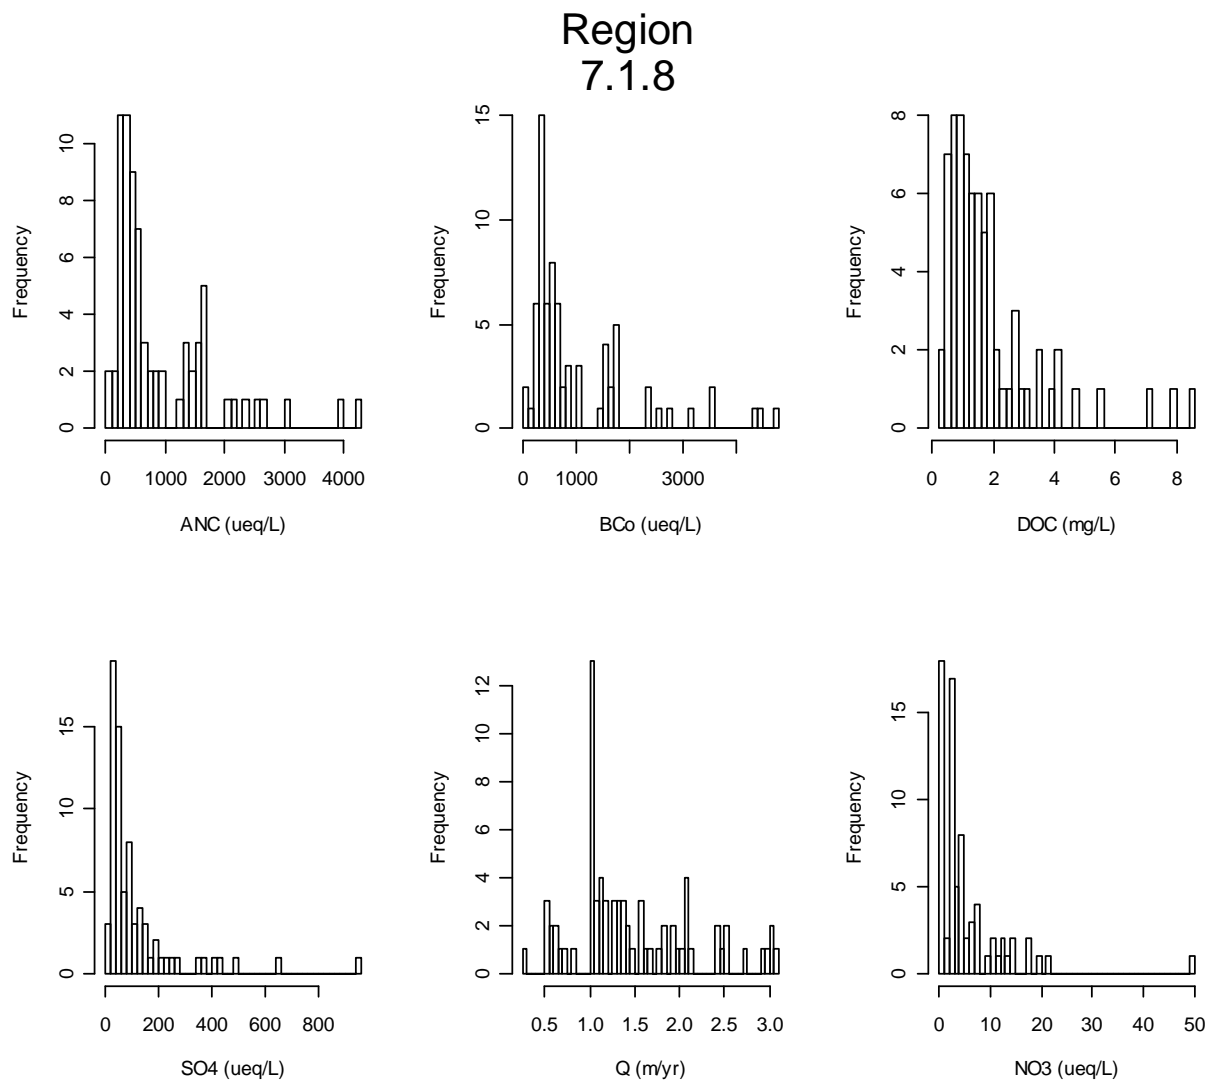 Region
7.1.8
Frequency
0 2 4 6 8 10
0 1000 2000 3000 4000
ANC (ueq/L)
Frequency
0 5 10 15
0 1000 3000
BCo (ueq/L)
Frequency
0 2 4 6 8
0 2 4 6 8
DOC (mg/L)
Frequency
0 5 10 15
0 200 400 600 800
SO4 (ueq/L)
Frequency
0 2 4 6 8 10 12
0.5 1.0 1.5 2.0 2.5 3.0
Q (m/yr)
Frequency
0 5 10 15
0 10 20 30 40 50
NO3 (ueq/L)